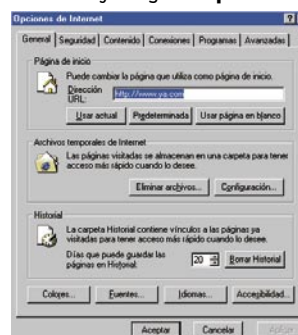 Opciones de Internet
General Seguridad Contenido Conexiones Programas Avanzadas
Página de inicio
Puede cambiar la página que utiliza como página de inicio.
Dirección URL: http://www.ya.com
Usar actual Predeterminada Usar página en blanco
Archivos temporales de Internet
Las páginas visitadas se almacenan en una carpeta para tener
acceso más rápido cuando lo desee.
Eliminar archivos... Configuración...
Historial
La carpeta Historial contiene vínculos a las páginas ya
visitadas para tener acceso más rápido cuando lo desee.
Días que puede guardar las
páginas en Historial: 20 Borrar Historial
Colores... Fuentes... Idiomas... Accesibilidad...
Aceptar Cancelar Aplicar